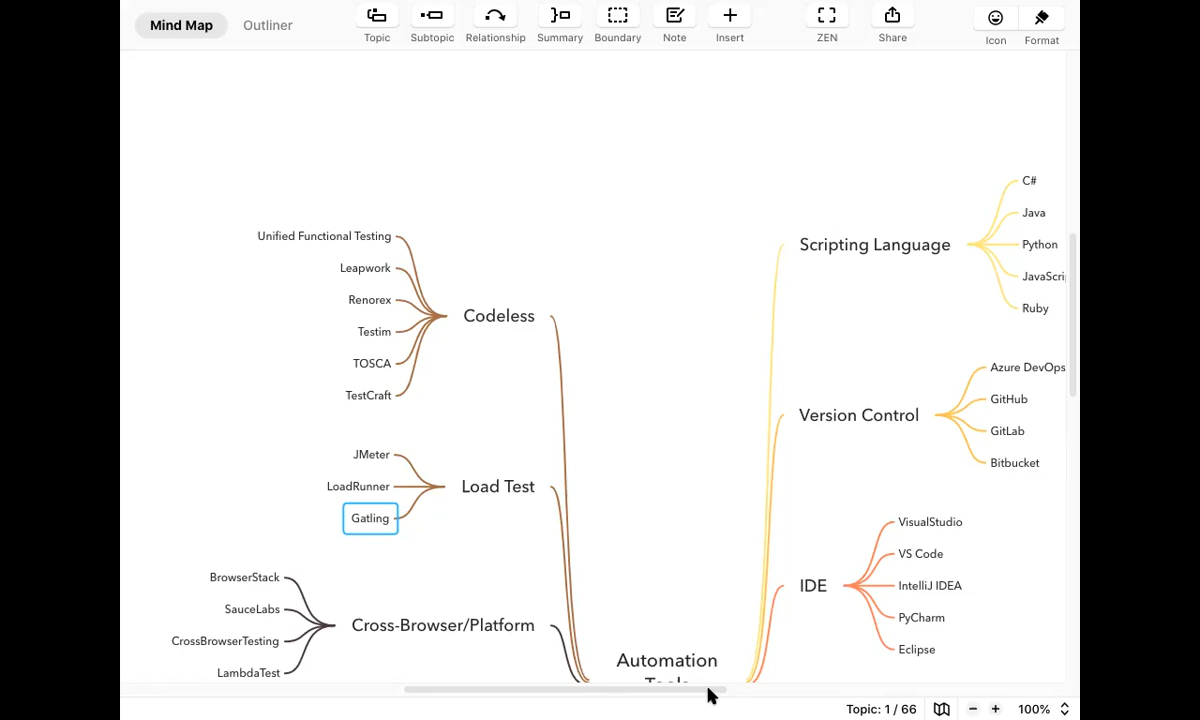 Mind Map
Outliner
Topic
Subtopic
Relationship
Summary
Boundary
Note
Insert
ZEN
Share
Icon
Format
Unified Functional Testing
Leapwork
Renorex
Testim
TOSCA
TestCraft
Codeless
JMeter
LoadRunner
Gatling
Load Test
BrowserStack
SauceLabs
CrossBrowserTesting
LambdaTest
Cross-Browser/Platform
Automation
Tools
Scripting Language
C#
Java
Python
JavaScri
Ruby
Version Control
Azure DevOps
GitHub
GitLab
Bitbucket
IDE
VisualStudio
VS Code
IntelliJ IDEA
PyCharm
Eclipse
Topic: 1 / 66
100%